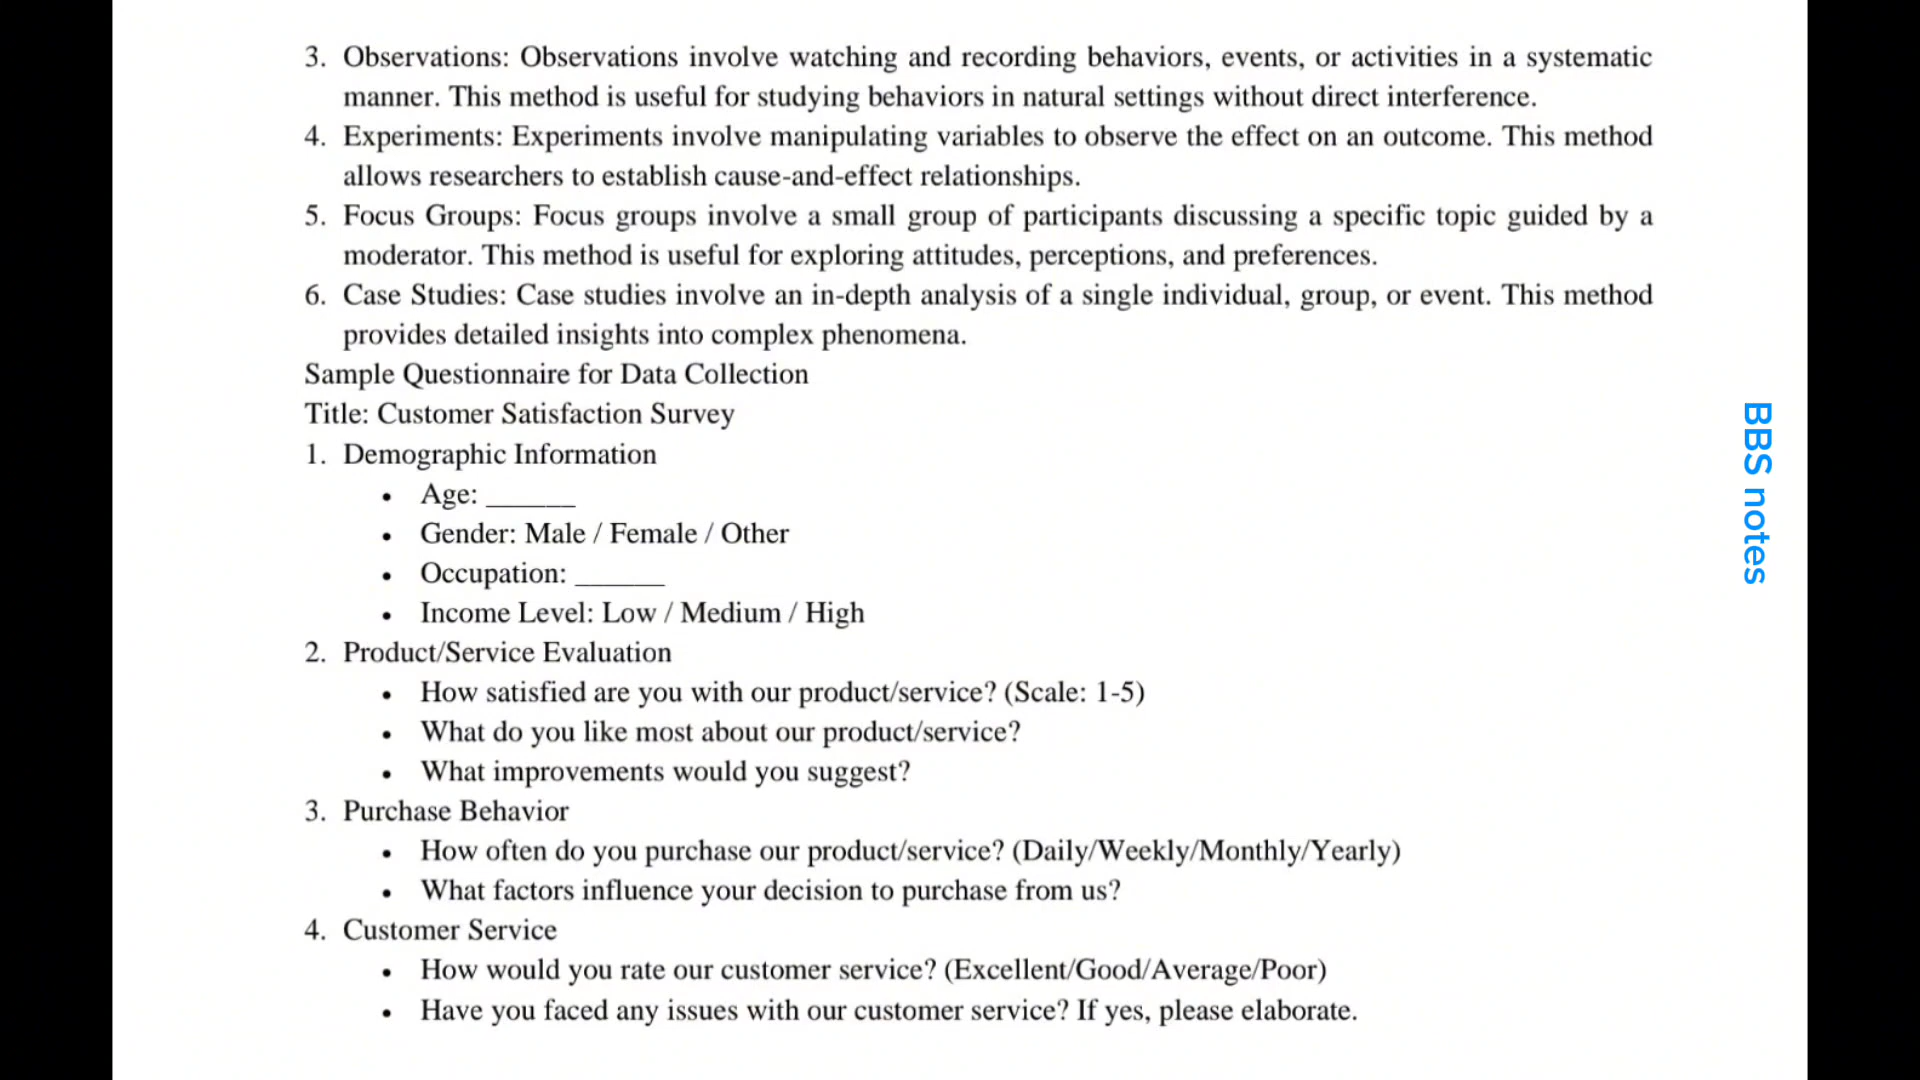 3. Observations: Observations involve watching and recording behaviors, events, or activities in a systematic
manner. This method is useful for studying behaviors in natural settings without direct interference.
4. Experiments: Experiments involve manipulating variables to observe the effect on an outcome. This method
allows researchers to establish cause-and-effect relationships.
5. Focus Groups: Focus groups involve a small group of participants discussing a specific topic guided by a
moderator. This method is useful for exploring attitudes, perceptions, and preferences.
6. Case Studies: Case studies involve an in-depth analysis of a single individual, group, or event. This method
provides detailed insights into complex phenomena.
Sample Questionnaire for Data Collection
Title: Customer Satisfaction Survey
1. Demographic Information
• Age: ______
• Gender: Male / Female / Other
• Occupation: ______
• Income Level: Low / Medium / High
2. Product/Service Evaluation
• How satisfied are you with our product/service? (Scale: 1-5)
• What do you like most about our product/service?
• What improvements would you suggest?
3. Purchase Behavior
• How often do you purchase our product/service? (Daily/Weekly/Monthly/Yearly)
• What factors influence your decision to purchase from us?
4. Customer Service
• How would you rate our customer service? (Excellent/Good/Average/Poor)
• Have you faced any issues with our customer service? If yes, please elaborate.
BBS notes